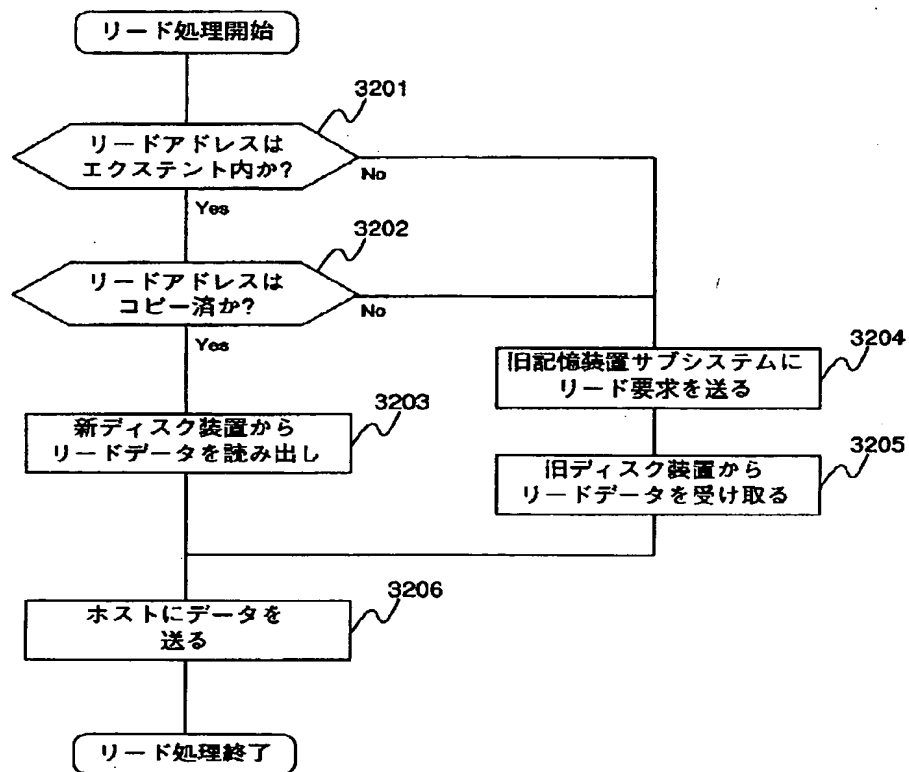 リード処理開始
3201
リードアドレスは
エクステント内か?
No
Yes
3202
リードアドレスは
コピー済か?
No
Yes
3204
旧記憶装置サブシステムに
リード要求を送る
3203
新ディスク装置から
リードデータを読み出し
3205
旧ディスク装置から
リードデータを受け取る
3206
ホストにデータを
送る
リード処理終了